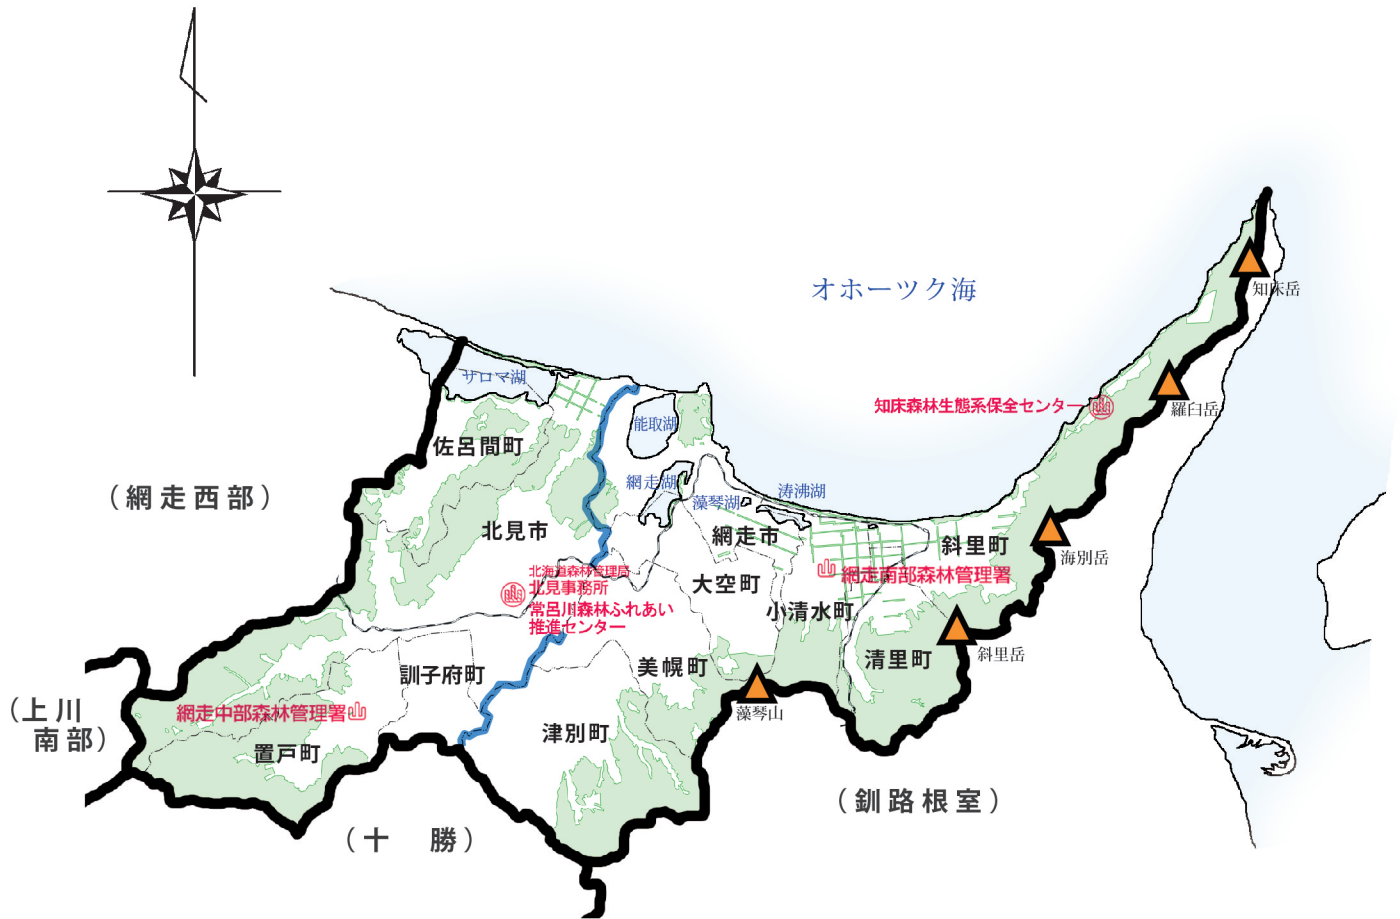 オホーツク海
知床岳
サロマ湖
知床森林生態系保全センター
羅臼岳
能取湖
佐呂間町
網走湖
涛沸湖
藻琴湖
（網走西部）
北見市
網走市
斜里町
海別岳
北海道森林管理局
北見事務所
網走南部森林管理署
大空町
常呂川森林ふれあい
推進センター
小清水町
斜里岳
清里町
美幌町
訓子府町
（上川
南部）
網走中部森林管理署
藻琴山
津別町
置戸町
（釧路根室）
（十　勝）